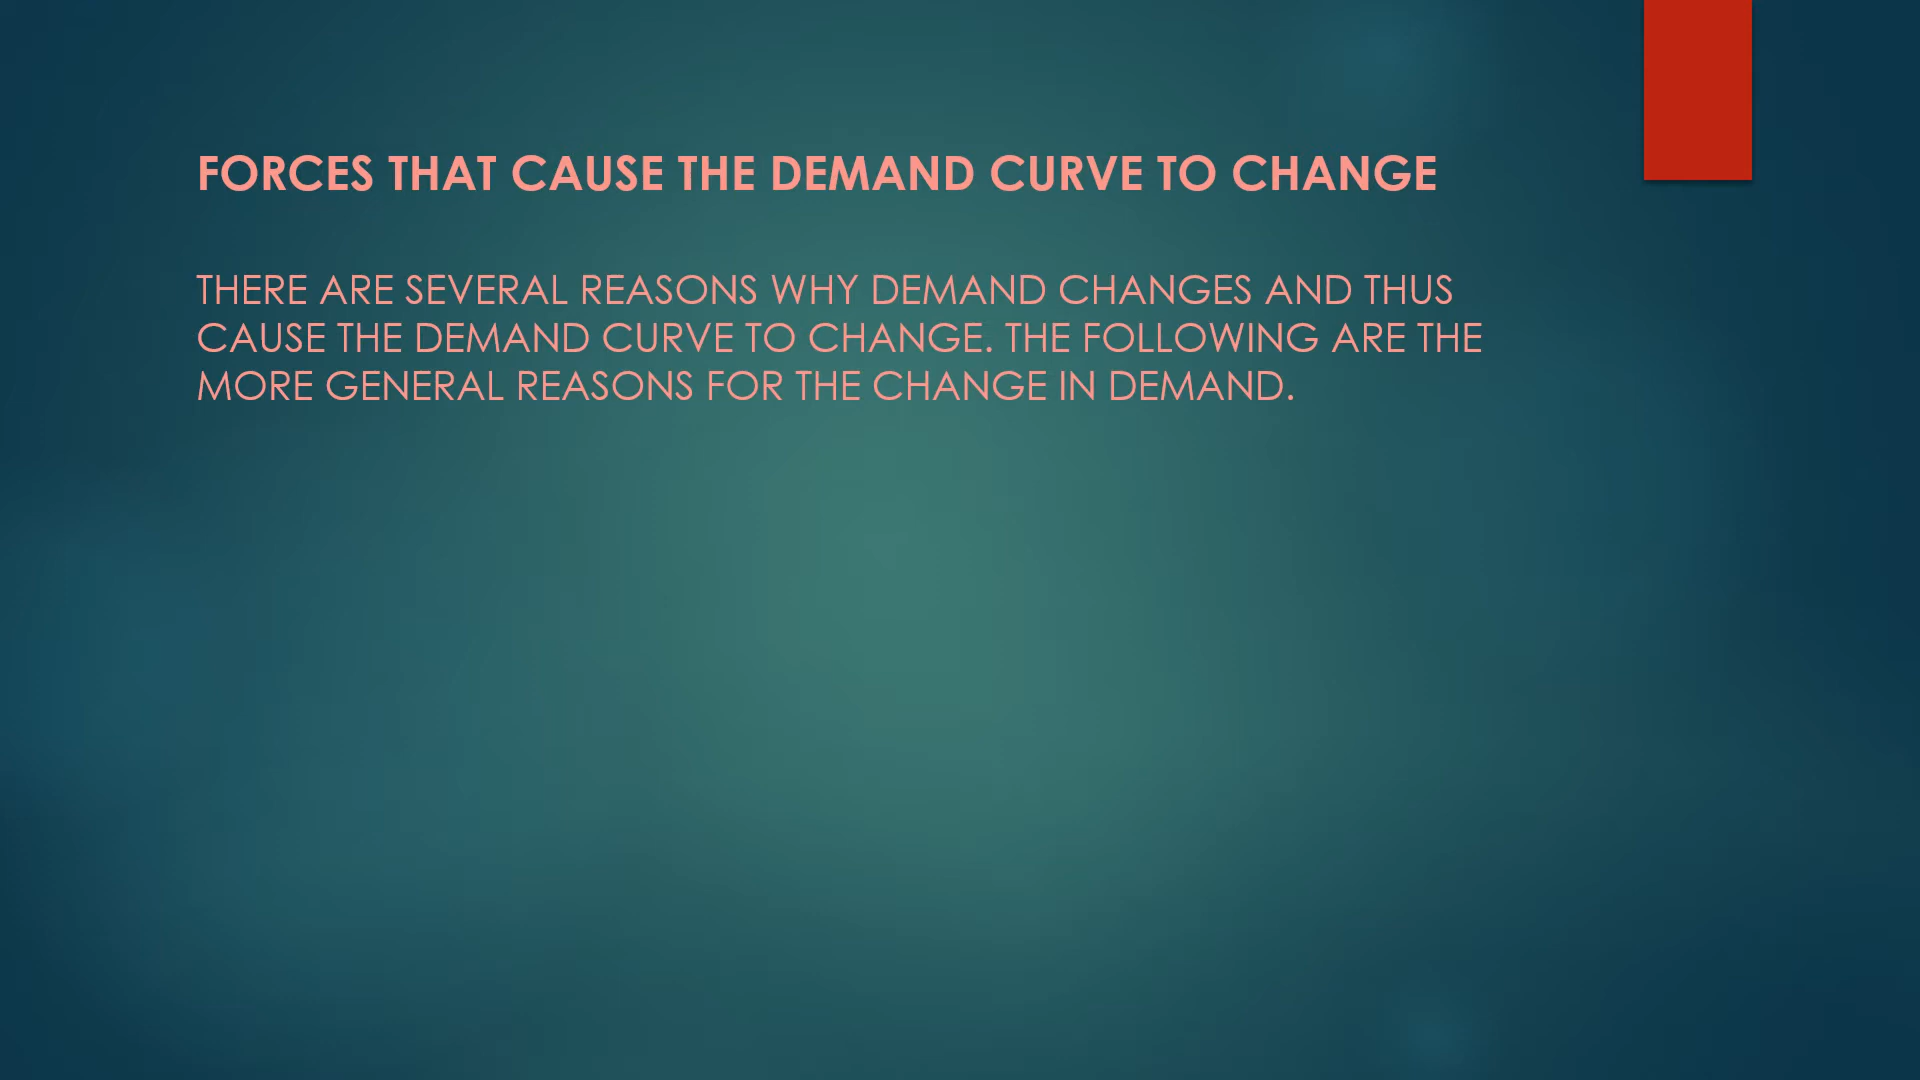 FORCES THAT CAUSE THE DEMAND CURVE TO CHANGE
THERE ARE SEVERAL REASONS WHY DEMAND CHANGES AND THUS
CAUSE THE DEMAND CURVE TO CHANGE. THE FOLLOWING ARE THE
MORE GENERAL REASONS FOR THE CHANGE IN DEMAND.